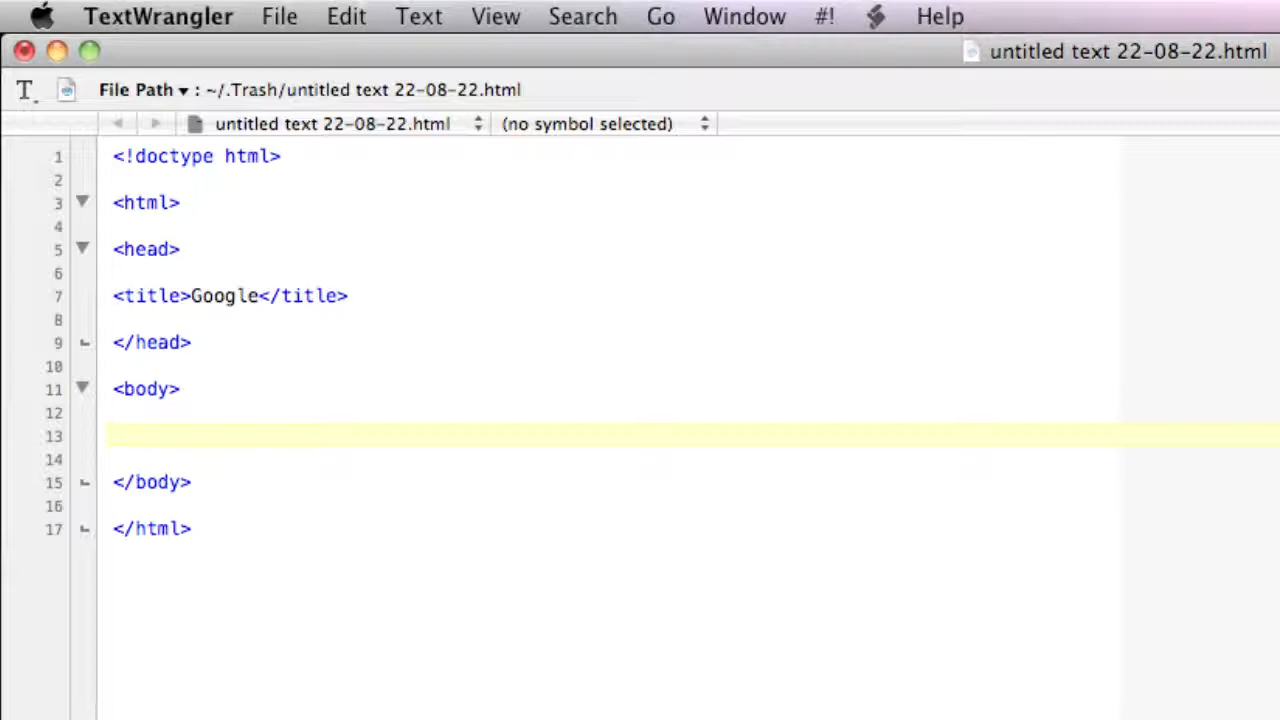 TextWrangler File Edit Text View Search Go Window #! Help
untitled text 22-08-22.html
T File Path : ~/.Trash/untitled text 22-08-22.html
untitled text 22-08-22.html (no symbol selected)
1 <!doctype html>
2
3 <html>
4
5 <head>
6
7 <title>Google</title>
8
9 </head>
10
11 <body>
12
13
14
15 </body>
16
17 </html>